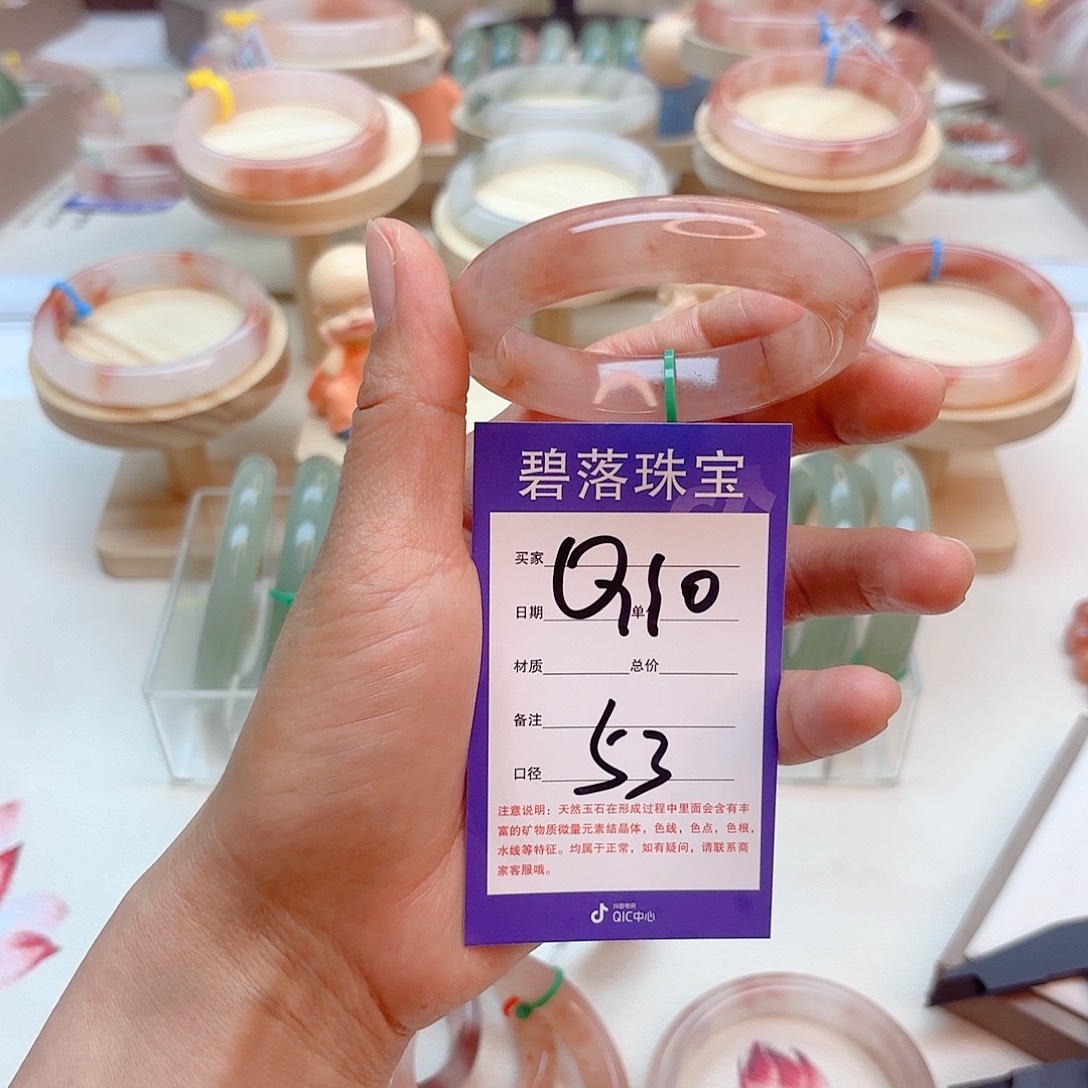 碧落珠宝
买家
Q10
日期 单
材质 总价
备注
53
口径
注意说明：天然玉石在形成过程中里面会含有丰
富的矿物质微量元素结晶体，色线，色点，色根，
水线等特征。均属于正常，如有疑问，请联系商
家客服哦。
抖音电商
QIC中心